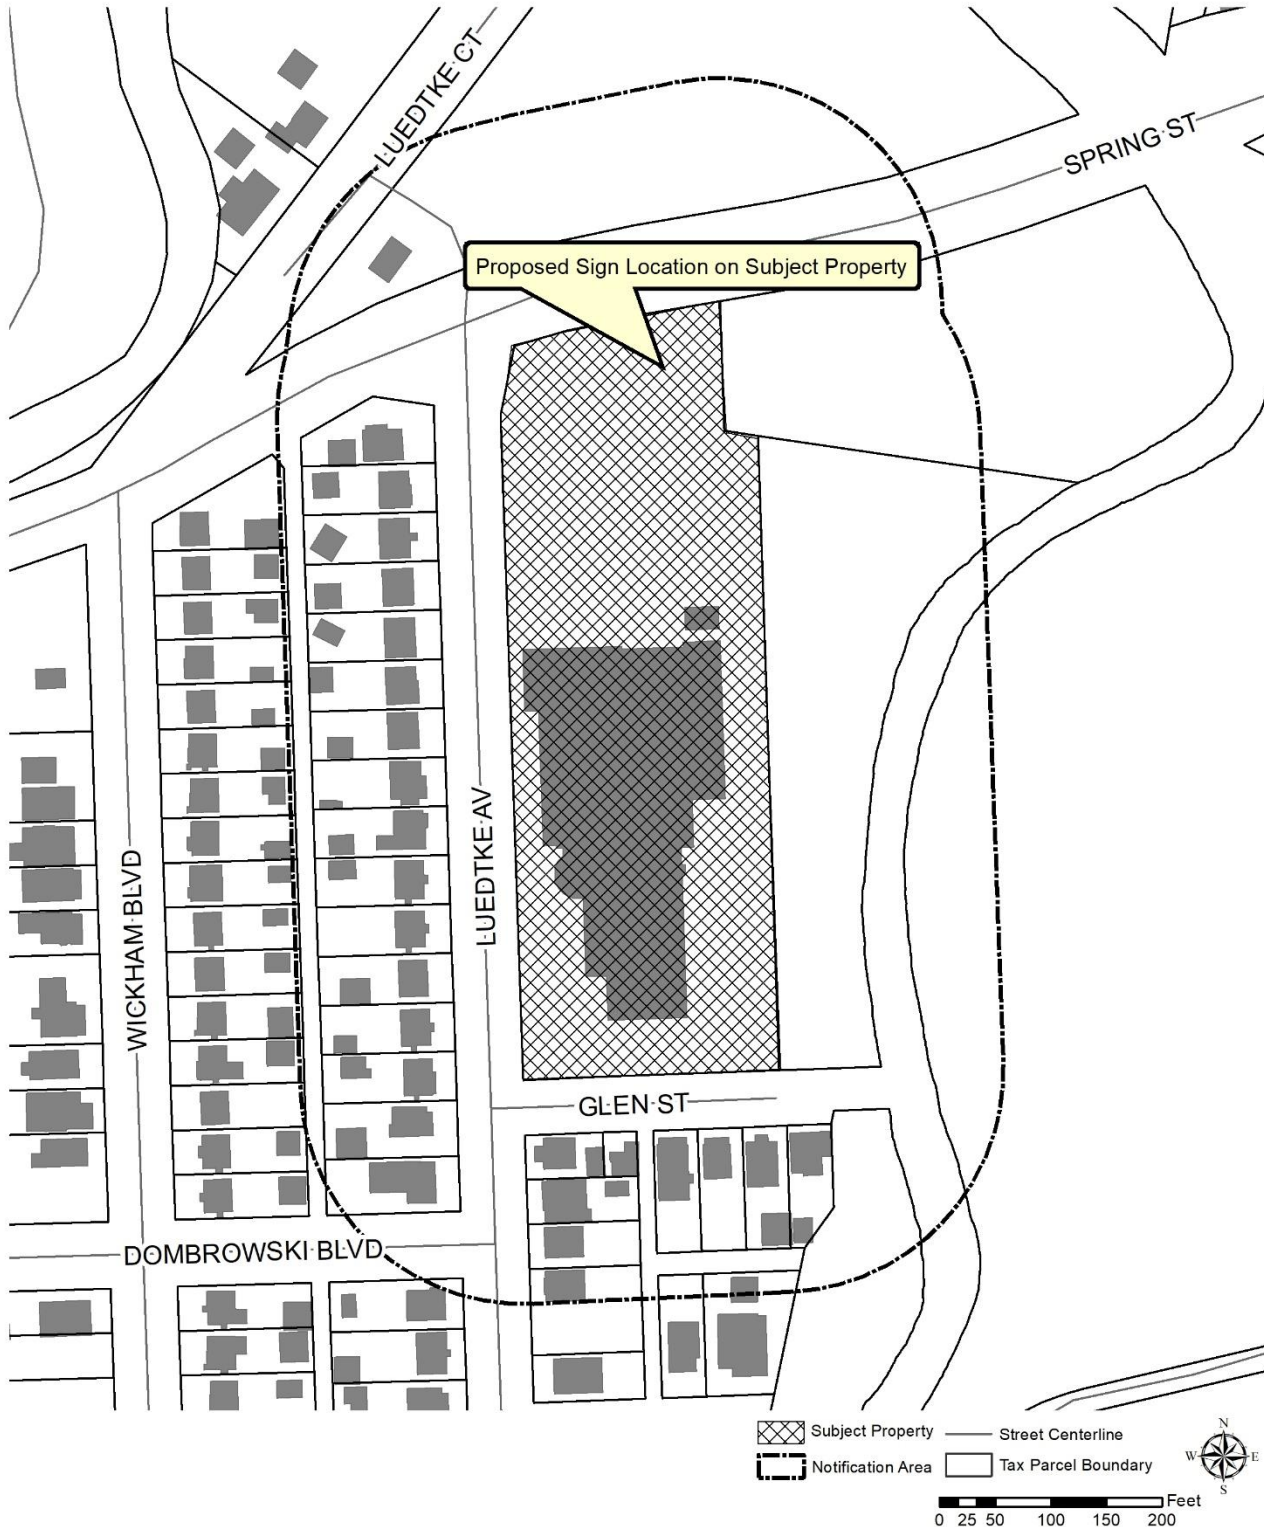 LUEDTKE CT
SPRING ST
Proposed Sign Location on Subject Property
LUEDTKE AV
WICKHAM BLVD
GLEN ST
DOMBROWSKI BLVD
Subject Property
Street Centerline
Notification Area
Tax Parcel Boundary
N
W
E
S
Feet
0 25 50 100 150 200